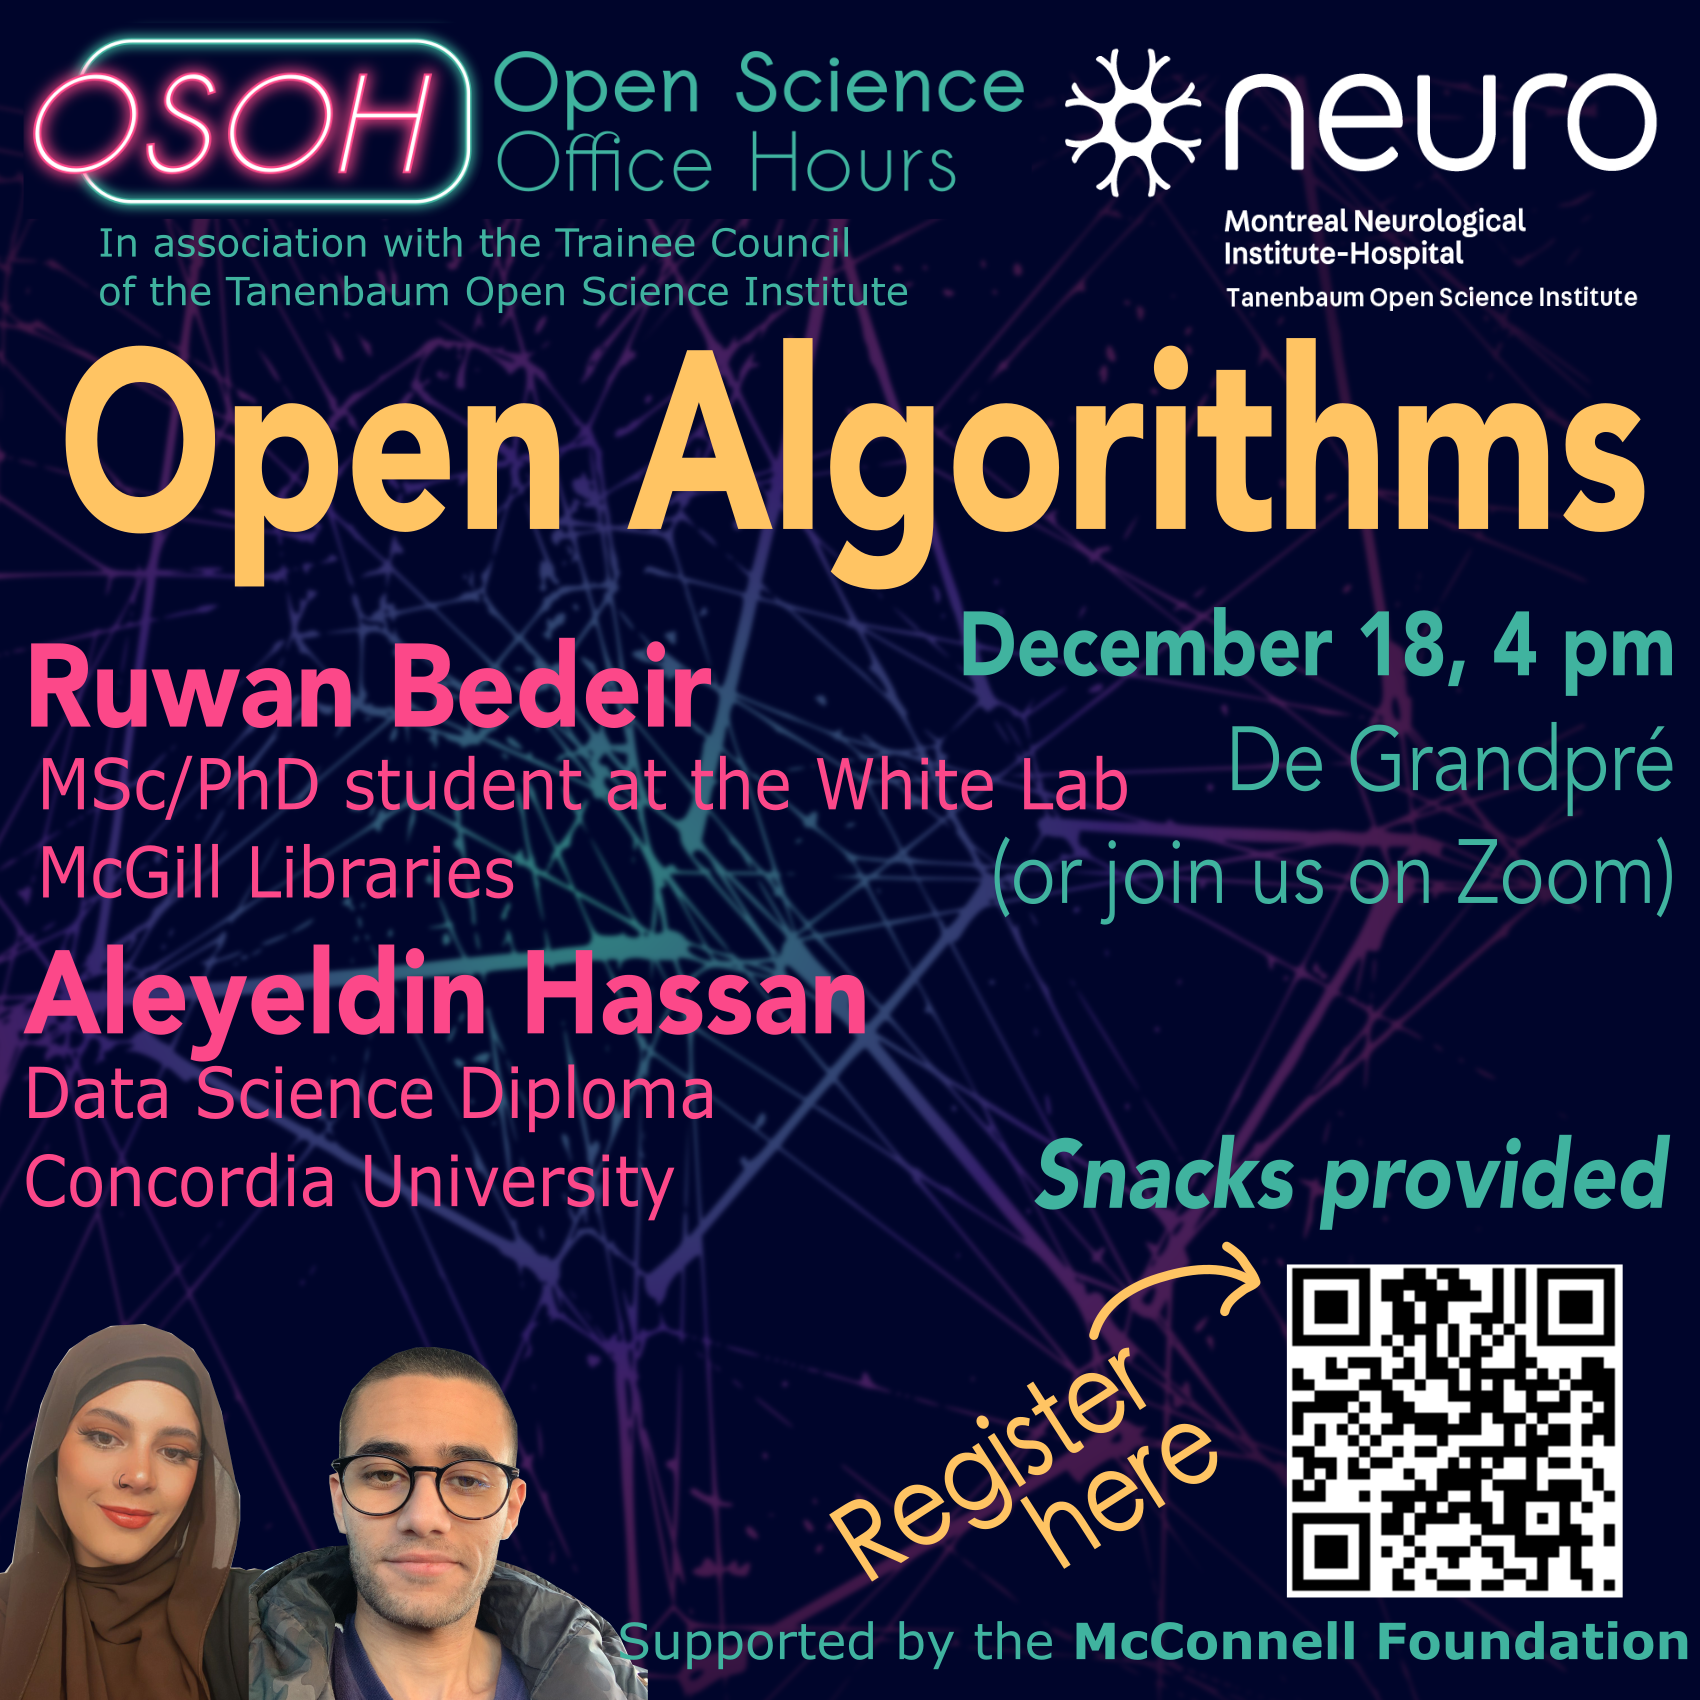 OSOH
Open Science
Office Hours
In association with the Trainee Council
of the Tanenbaum Open Science Institute
neuro
Montreal Neurological
Institute-Hospital
Tanenbaum Open Science Institute
Open Algorithms
Ruwan Bedeir
MSc/PhD student at the White Lab
McGill Libraries
Aleyeldin Hassan
Data Science Diploma
Concordia University
December 18, 4 pm
De Grandpré
(or join us on Zoom)
Snacks provided
Register
here
Supported by the McConnell Foundation